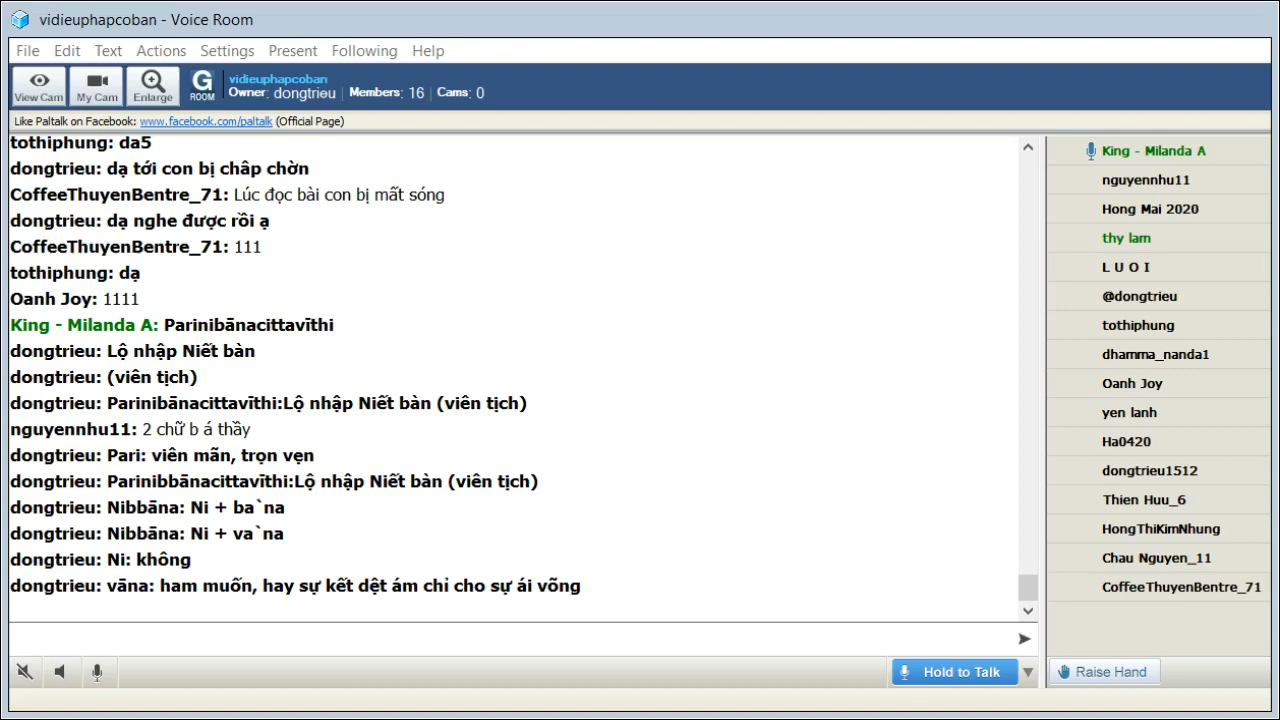 vidieuphapcoban - Voice Room
File Edit Text Actions Settings Present Following Help
View Cam My Cam Enlarge G ROOM
vidieuphapcoban
Owner: dongtrieu Members: 16 Cams: 0
Like Paltalk on Facebook: www.facebook.com/paltalk (Official Page)
tothiphung: da5
dongtrieu: dạ tới con bị châp chờn
CoffeeThuyenBentre_71: Lúc đọc bài con bị mất sóng
dongtrieu: dạ nghe được rồi ạ
CoffeeThuyenBentre_71: 111
tothiphung: dạ
Oanh Joy: 1111
King - Milanda A: Parinibānacittavīthi
dongtrieu: Lộ nhập Niết bàn
dongtrieu: (viên tịch)
dongtrieu: Parinibānacittavīthi:Lộ nhập Niết bàn (viên tịch)
nguyennhu11: 2 chữ b á thầy
dongtrieu: Pari: viên mãn, trọn vẹn
dongtrieu: Parinibbānacittavīthi:Lộ nhập Niết bàn (viên tịch)
dongtrieu: Nibbāna: Ni + ba`na
dongtrieu: Nibbāna: Ni + va`na
dongtrieu: Ni: không
dongtrieu: vāna: ham muốn, hay sự kết dệt ám chỉ cho sự ái võng
King - Milanda A
nguyennhu11
Hong Mai 2020
thy lam
L U O I
@dongtrieu
tothiphung
dhamma_nanda1
Oanh Joy
yen lanh
Ha0420
dongtrieu1512
Thien Huu_6
HongThiKimNhung
Chau Nguyen_11
CoffeeThuyenBentre_71
Hold to Talk
Raise Hand